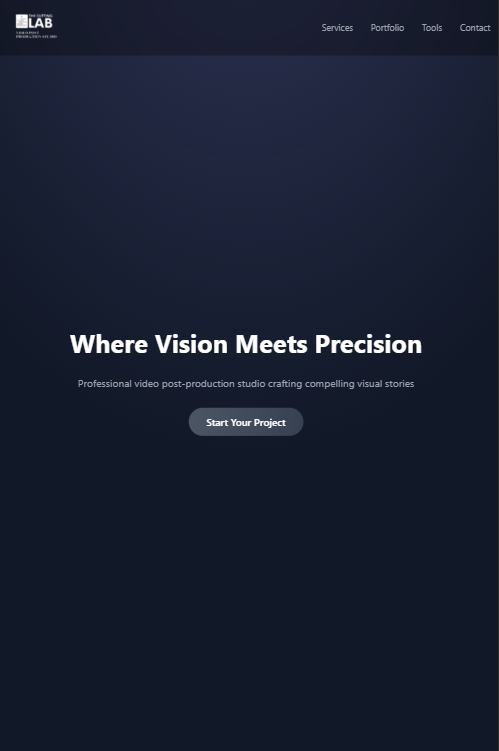 THE CUTTING
LAB
VIDEO POST
PRODUCTION STUDIO
Services Portfolio Tools Contact
Where Vision Meets Precision
Professional video post-production studio crafting compelling visual stories
Start Your Project